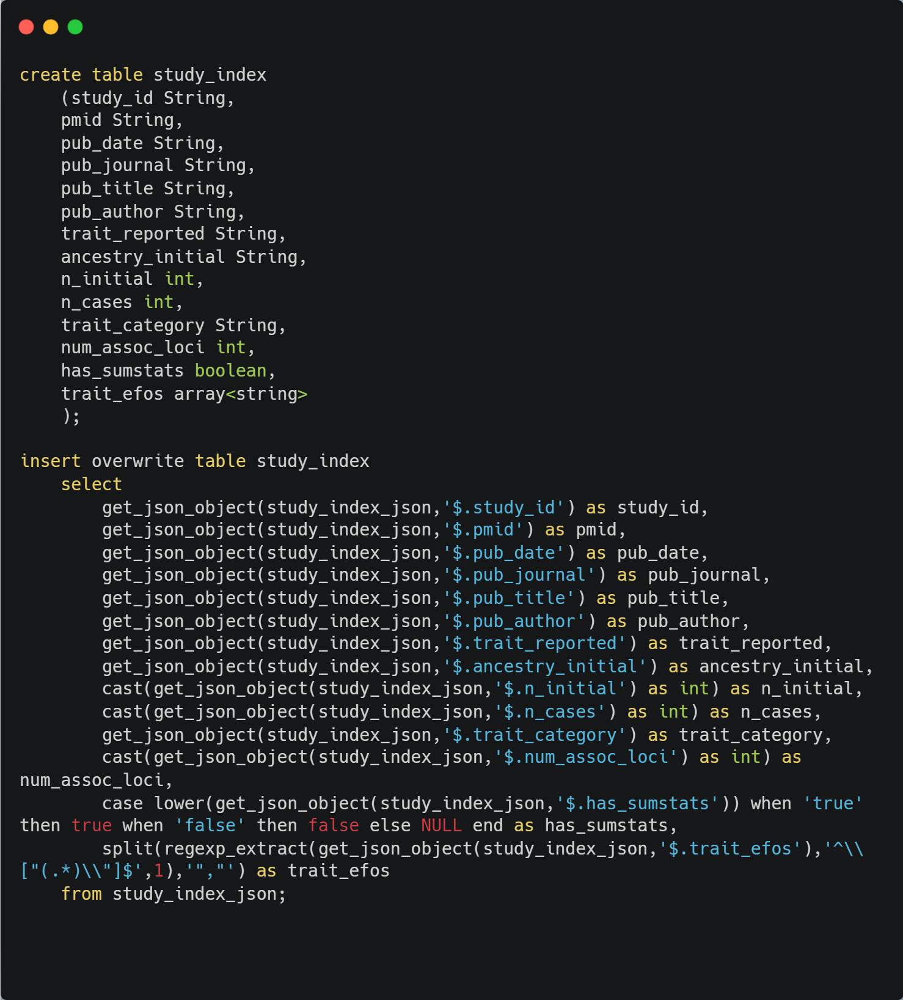 create table study_index
    (study_id String,
    pmid String,
    pub_date String,
    pub_journal String,
    pub_title String,
    pub_author String,
    trait_reported String,
    ancestry_initial String,
    n_initial int,
    n_cases int,
    trait_category String,
    num_assoc_loci int,
    has_sumstats boolean,
    trait_efos array<string>
    );

insert overwrite table study_index
    select
        get_json_object(study_index_json,'$.study_id') as study_id,
        get_json_object(study_index_json,'$.pmid') as pmid,
        get_json_object(study_index_json,'$.pub_date') as pub_date,
        get_json_object(study_index_json,'$.pub_journal') as pub_journal,
        get_json_object(study_index_json,'$.pub_title') as pub_title,
        get_json_object(study_index_json,'$.pub_author') as pub_author,
        get_json_object(study_index_json,'$.trait_reported') as trait_reported,
        get_json_object(study_index_json,'$.ancestry_initial') as ancestry_initial,
        cast(get_json_object(study_index_json,'$.n_initial') as int) as n_initial,
        cast(get_json_object(study_index_json,'$.n_cases') as int) as n_cases,
        get_json_object(study_index_json,'$.trait_category') as trait_category,
        cast(get_json_object(study_index_json,'$.num_assoc_loci') as int) as
num_assoc_loci,
        case lower(get_json_object(study_index_json,'$.has_sumstats')) when 'true'
then true when 'false' then false else NULL end as has_sumstats,
        split(regexp_extract(get_json_object(study_index_json,'$.trait_efos'),'^\\
["(.*)\\"]$',1),'","') as trait_efos
    from study_index_json;